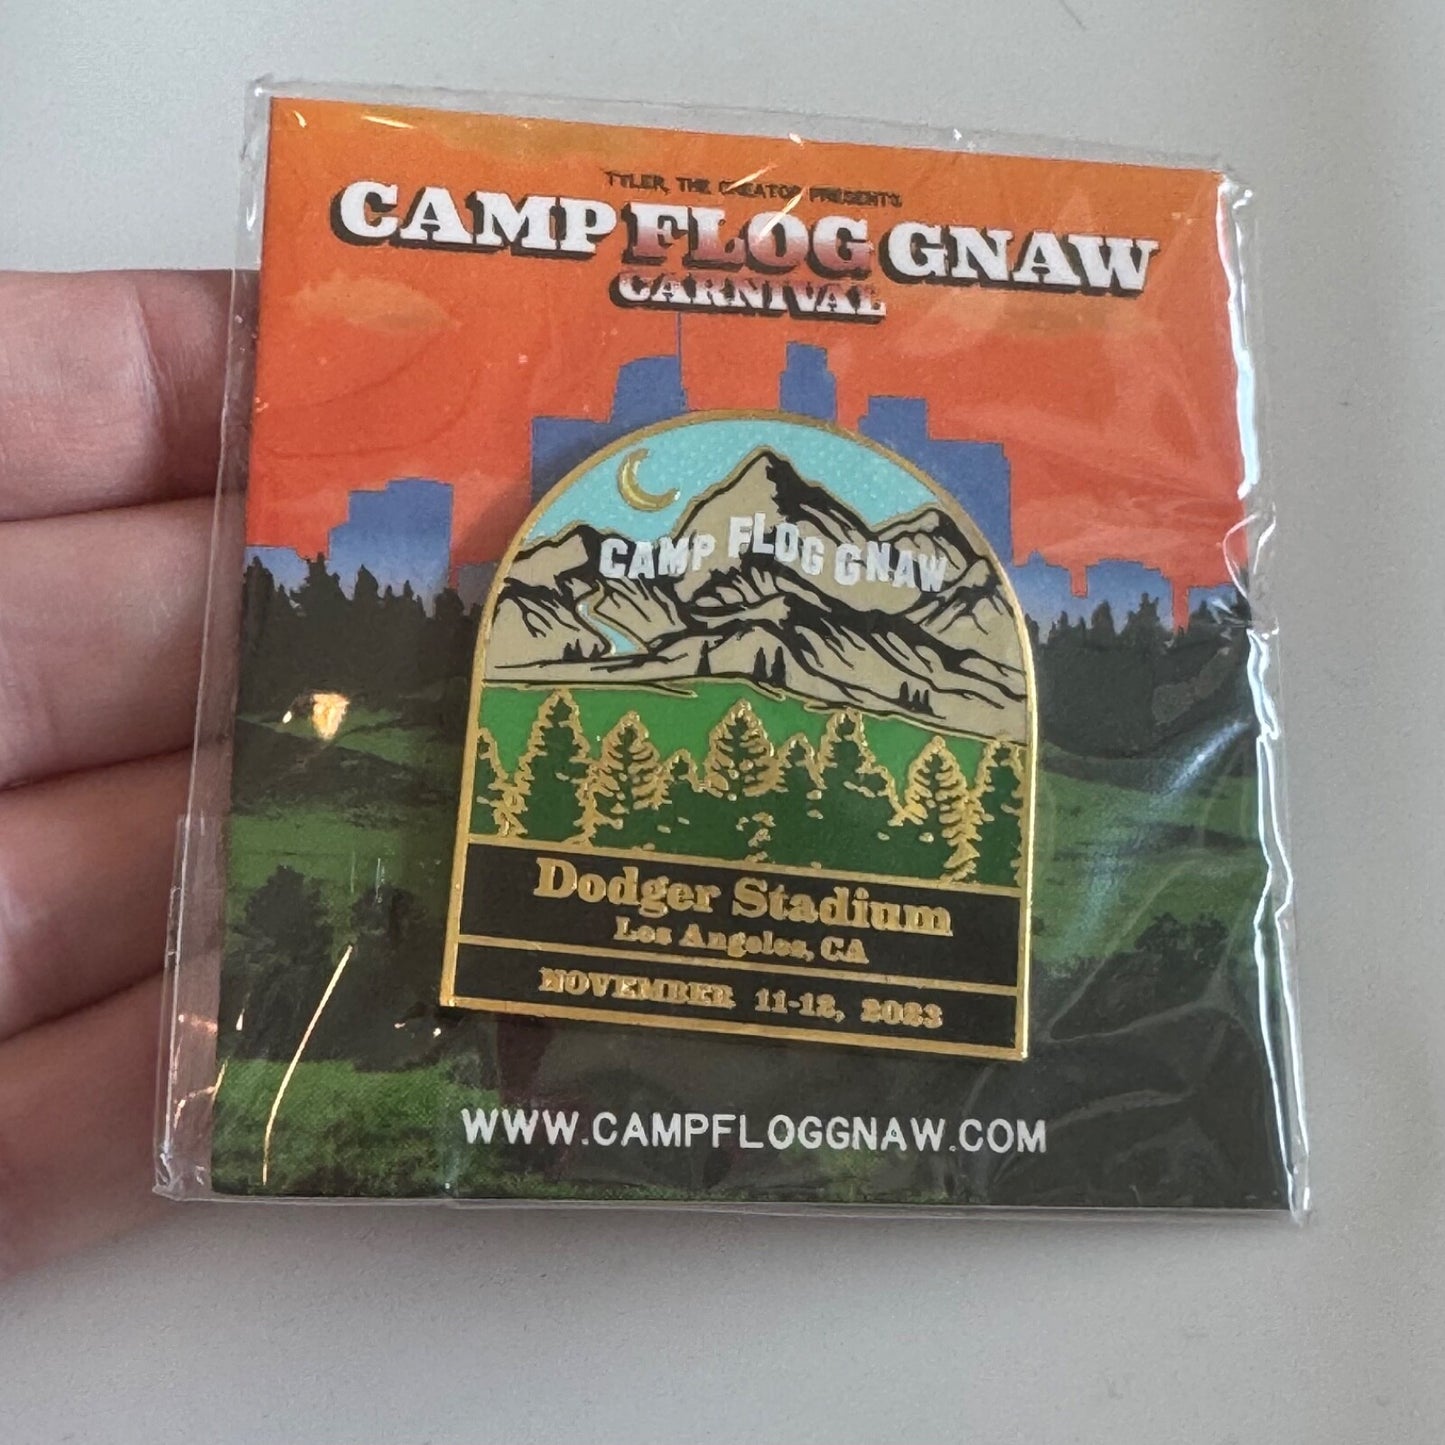 TYLER, THE CREATOR PRESENTS
CAMP FLOG GNAW
CARNIVAL
CAMP FLOG GNAW
Dodger Stadium
Los Angeles, CA
NOVEMBER 11-12, 2023
WWW.CAMPFLOGGNAW.COM